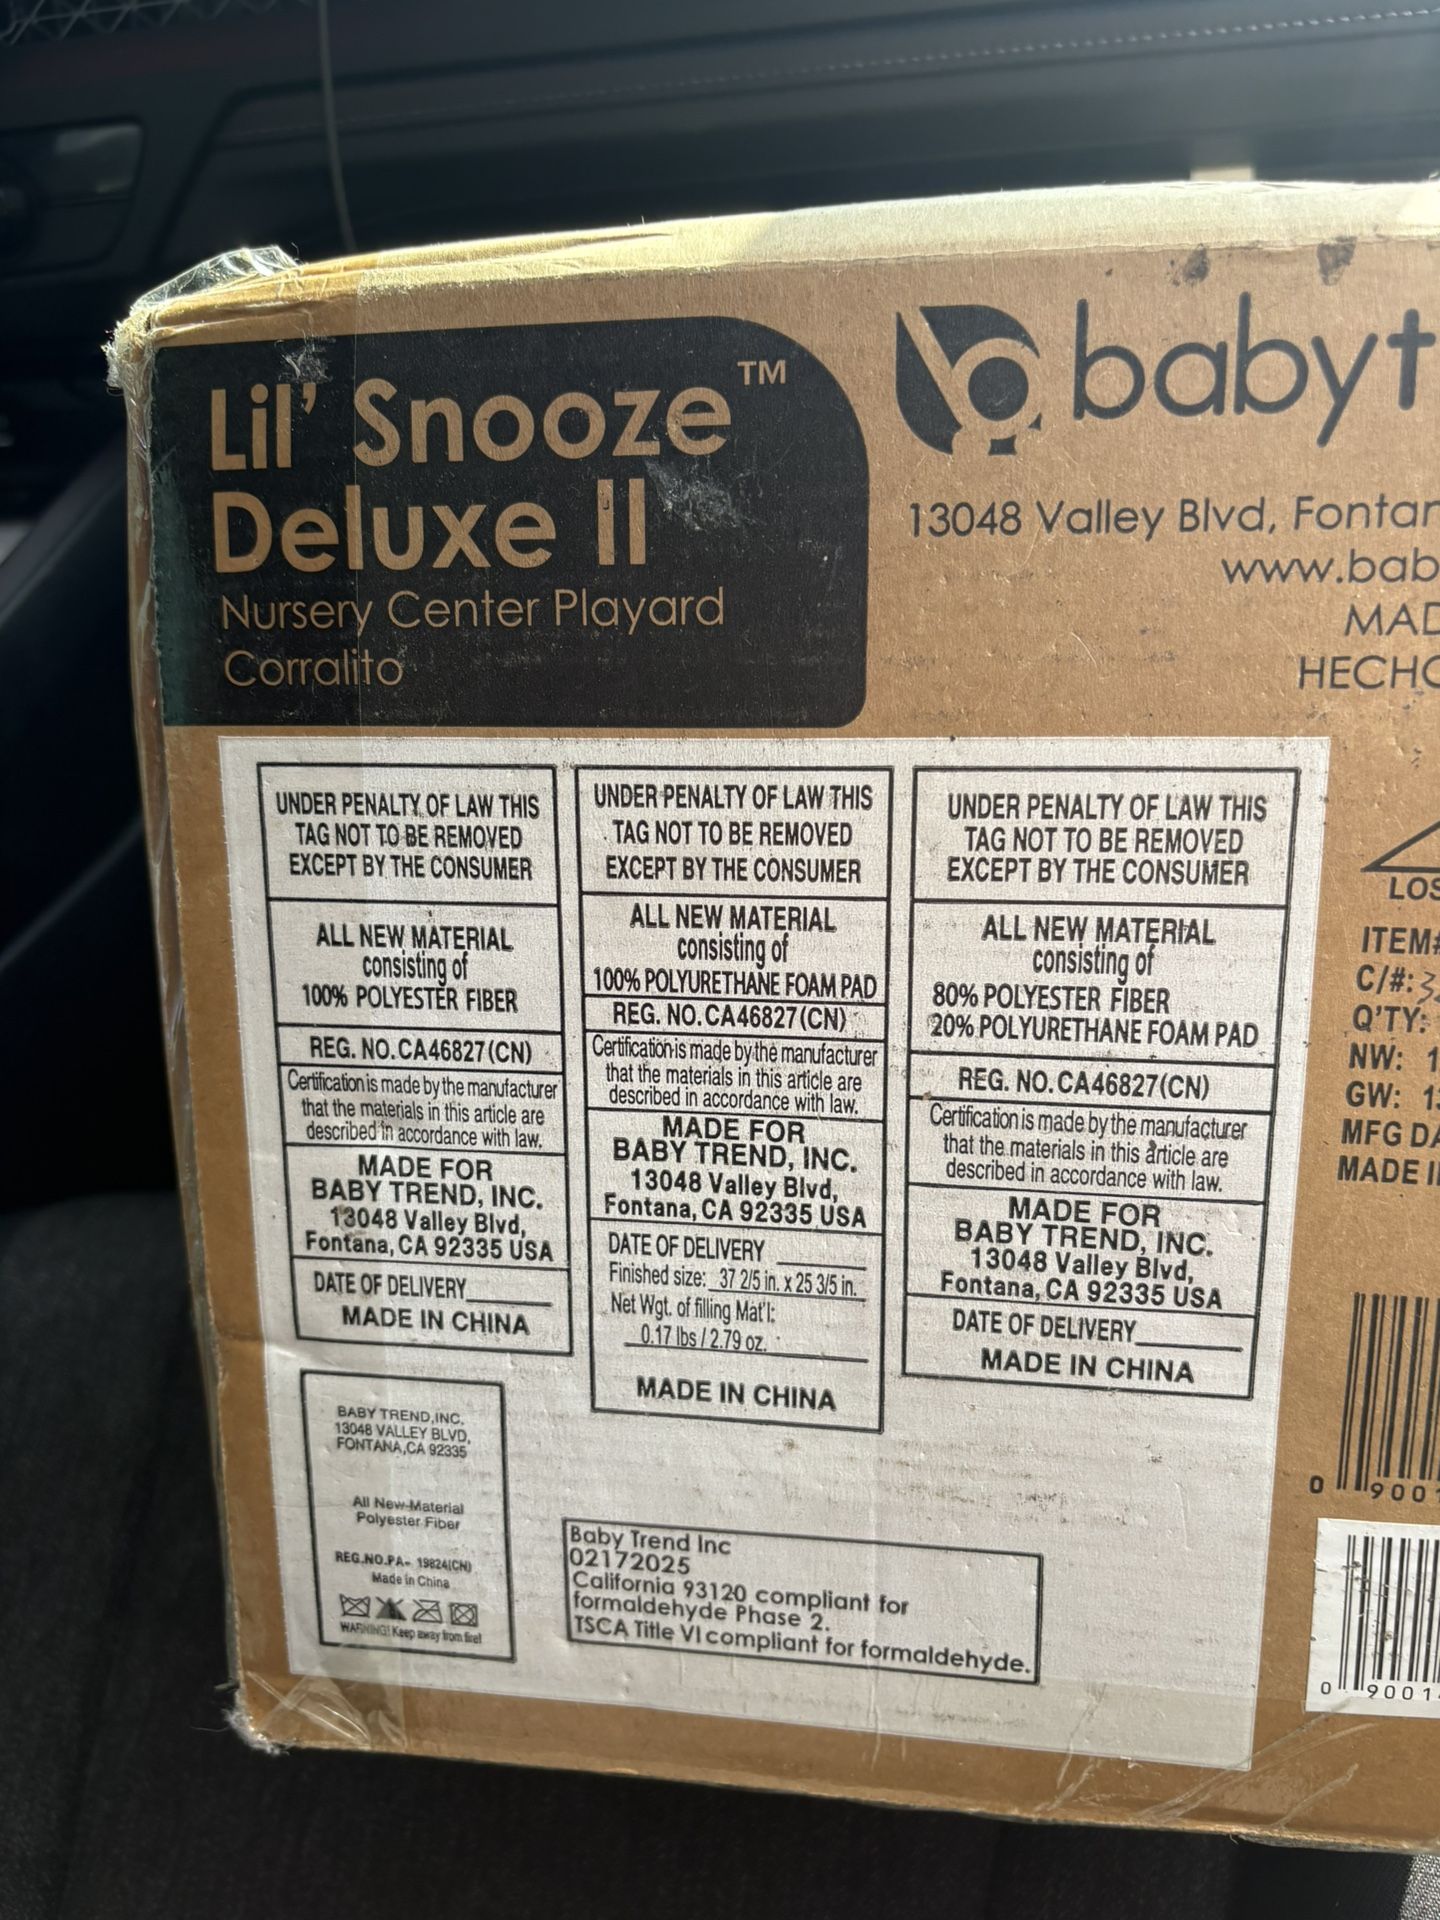 Lil' Snooze™
Deluxe II
Nursery Center Playard
Corralito
babyt
13048 Valley Blvd, Fontan
www.bab
MAD
HECHO
UNDER PENALTY OF LAW THIS
TAG NOT TO BE REMOVED
EXCEPT BY THE CONSUMER
ALL NEW MATERIAL
consisting of
100% POLYESTER FIBER
REG. NO. CA46827 (CN)
Certification is made by the manufacturer
that the materials in this article are
described in accordance with law.
MADE FOR
BABY TREND, INC.
13048 Valley Blvd,
Fontana, CA 92335 USA
DATE OF DELIVERY
MADE IN CHINA
UNDER PENALTY OF LAW THIS
TAG NOT TO BE REMOVED
EXCEPT BY THE CONSUMER
ALL NEW MATERIAL
consisting of
100% POLYURETHANE FOAM PAD
REG. NO. CA46827 (CN)
Certification is made by the manufacturer
that the materials in this article are
described in accordance with law.
MADE FOR
BABY TREND, INC.
13048 Valley Blvd,
Fontana, CA 92335 USA
DATE OF DELIVERY
Finished size: 37 2/5 in. x 25 3/5 in.
Net Wgt. of filling Mat'l:
0.17 lbs / 2.79 oz.
MADE IN CHINA
UNDER PENALTY OF LAW THIS
TAG NOT TO BE REMOVED
EXCEPT BY THE CONSUMER
ALL NEW MATERIAL
consisting of
80% POLYESTER FIBER
20% POLYURETHANE FOAM PAD
REG. NO. CA46827(CN)
Certification is made by the manufacturer
that the materials in this article are
described in accordance with law.
MADE FOR
BABY TREND, INC.
13048 Valley Blvd,
Fontana, CA 92335 USA
DATE OF DELIVERY
MADE IN CHINA
BABY TREND,INC.
13048 VALLEY BLVD,
FONTANA,CA 92335
All New Material
Polyester Fiber
REG.NO.PA- 19824(CN)
Made in China
WARNING! Keep away from fire!
Baby Trend Inc
02172025
California 93120 compliant for
formaldehyde Phase 2.
TSCA Title VI compliant for formaldehyde.
LOS
ITEM#
C/#:
Q'TY:
NW: 1
GW: 1
MFG DA
MADE I
0 9001
0 9001